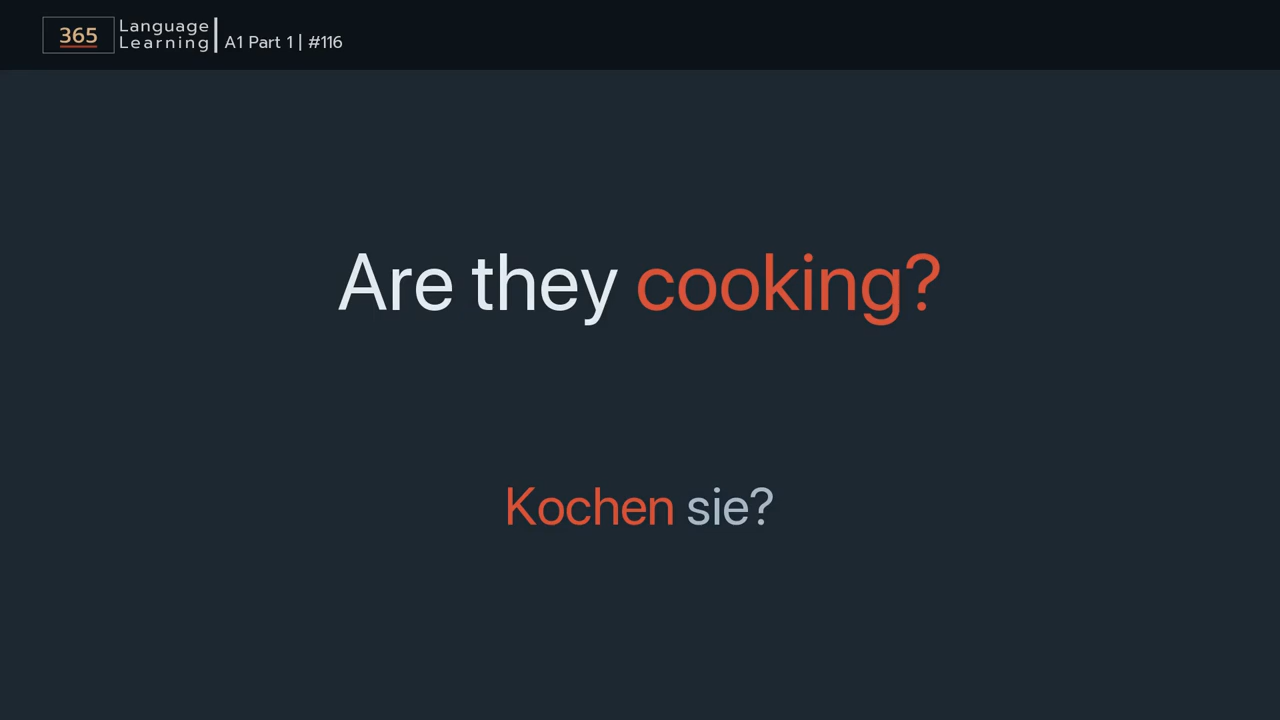 365
Language
Learning
A1 Part 1 | #116
Are they cooking?
Kochen sie?